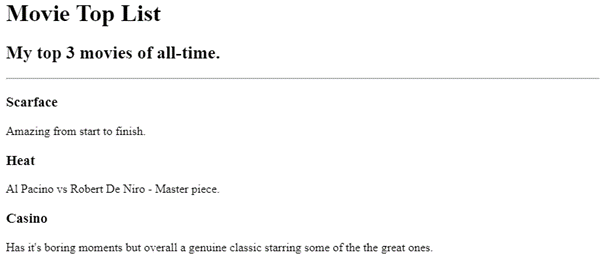 Movie Top List
My top 3 movies of all-time.
Scarface
Amazing from start to finish.
Heat
Al Pacino vs Robert De Niro - Master piece.
Casino
Has it's boring moments but overall a genuine classic starring some of the the great ones.